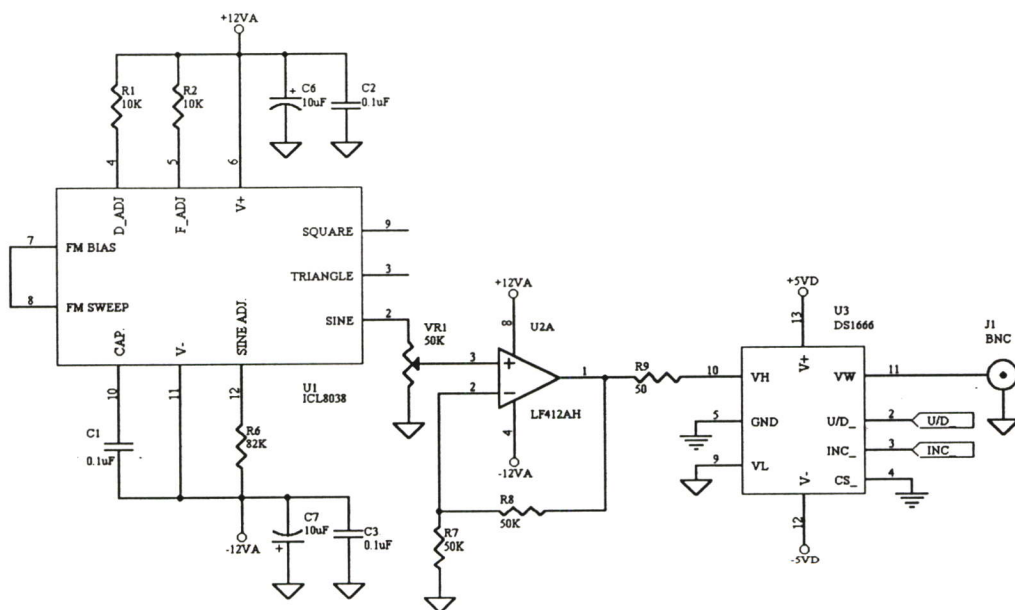 +12VA
R1
10K
R2
10K
C6
10uF
+
C2
0.1uF
4
5
6
D_ADJ
F_ADJ
V+
7
FM BIAS
8
FM SWEEP
SQUARE
9
TRIANGLE
3
SINE
2
CAP.
V-
SINE ADJ.
10
11
12
U1
ICL8038
C1
0.1uF
R6
82K
-12VA
C7
10uF
+
C3
0.1uF
VR1
50K
+12VA
8
U2A
3
+
2
-
1
LF412AH
4
-12VA
R8
50K
R7
50K
R9
50
+5VD
13
U3
DS1666
10
VH
V+
VW
11
5
GND
U/D_
2
U/D_
INC_
3
INC_
9
VL
V-
CS_
4
12
-5VD
J1
BNC